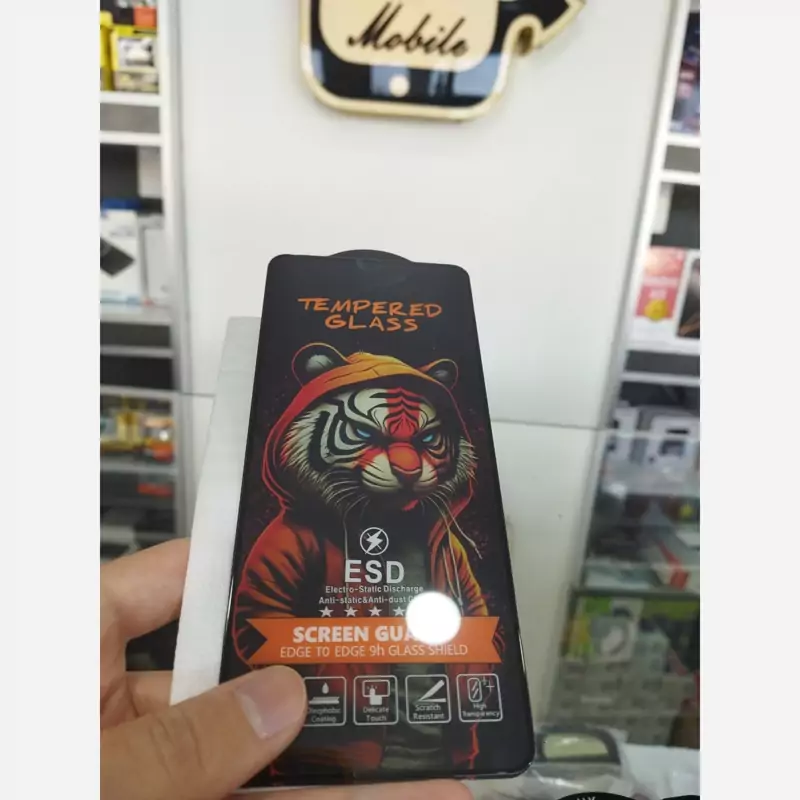 Mobile
TEMPERED
GLASS
ESD
Electro-Static Discharge
Anti-static&Anti-dust
SCREEN
EDGE TO EDGE 9h GLASS SHIELD
Coating
Delicate
Touch
Scratch
Resistant
High
Transparency